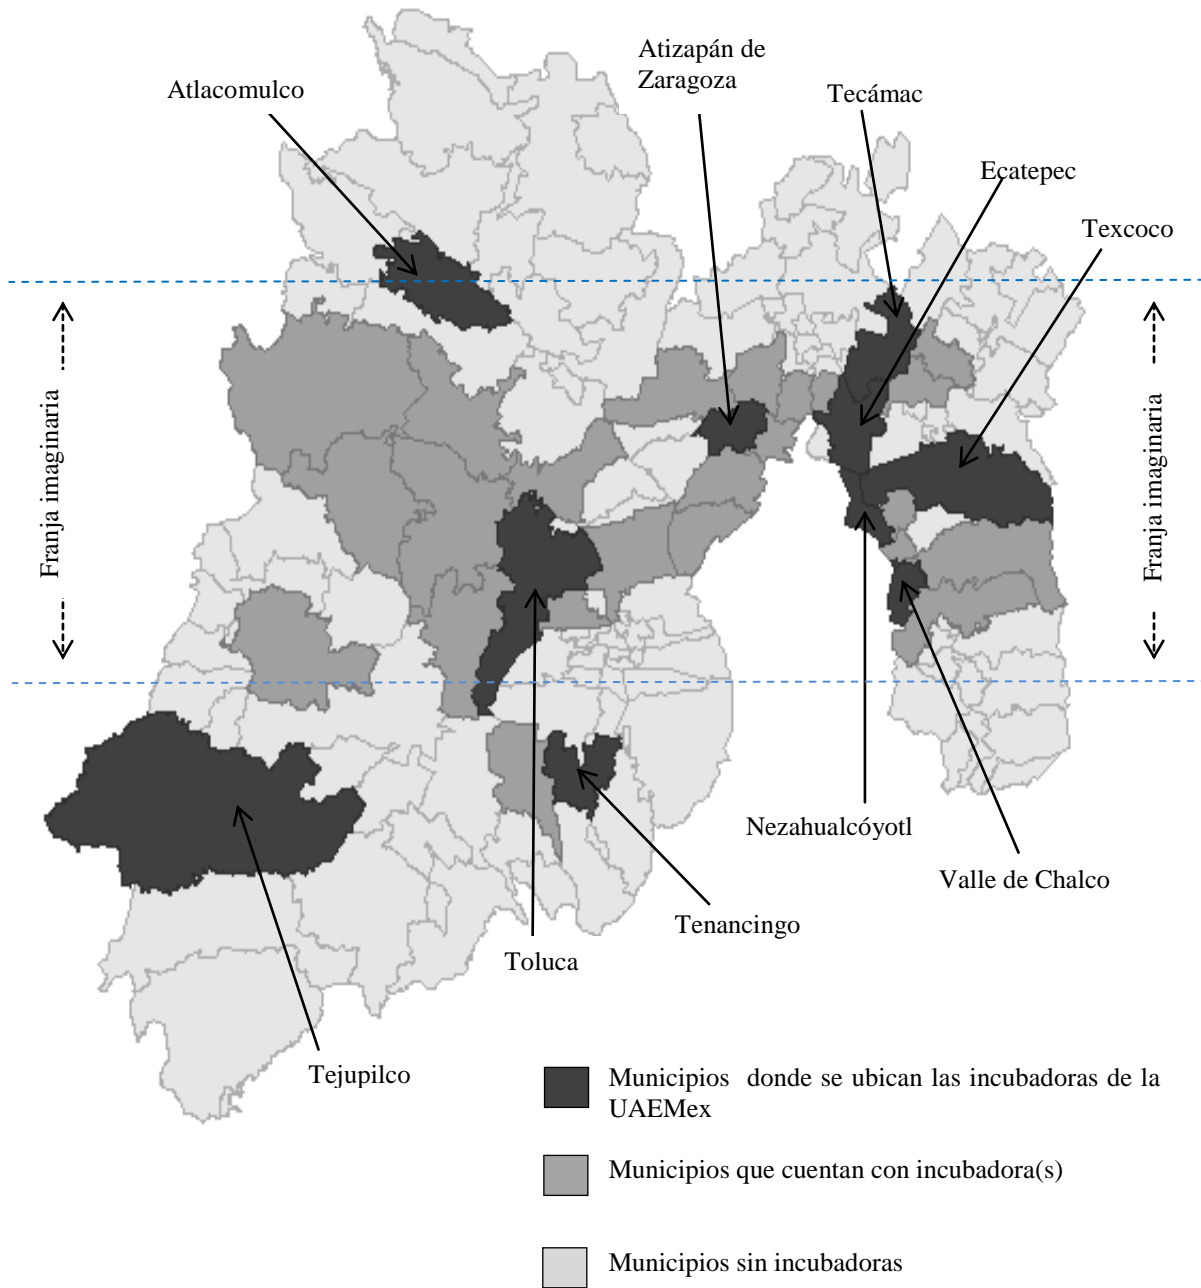 Atizapán de
Zaragoza
Atlacomulco
Tecámac
Ecatepec
Texcoco
Franja imaginaria
Franja imaginaria
Nezahualcóyotl
Valle de Chalco
Tenancingo
Toluca
Tejupilco
Municipios donde se ubican las incubadoras de la
UAEMex
Municipios que cuentan con incubadora(s)
Municipios sin incubadoras